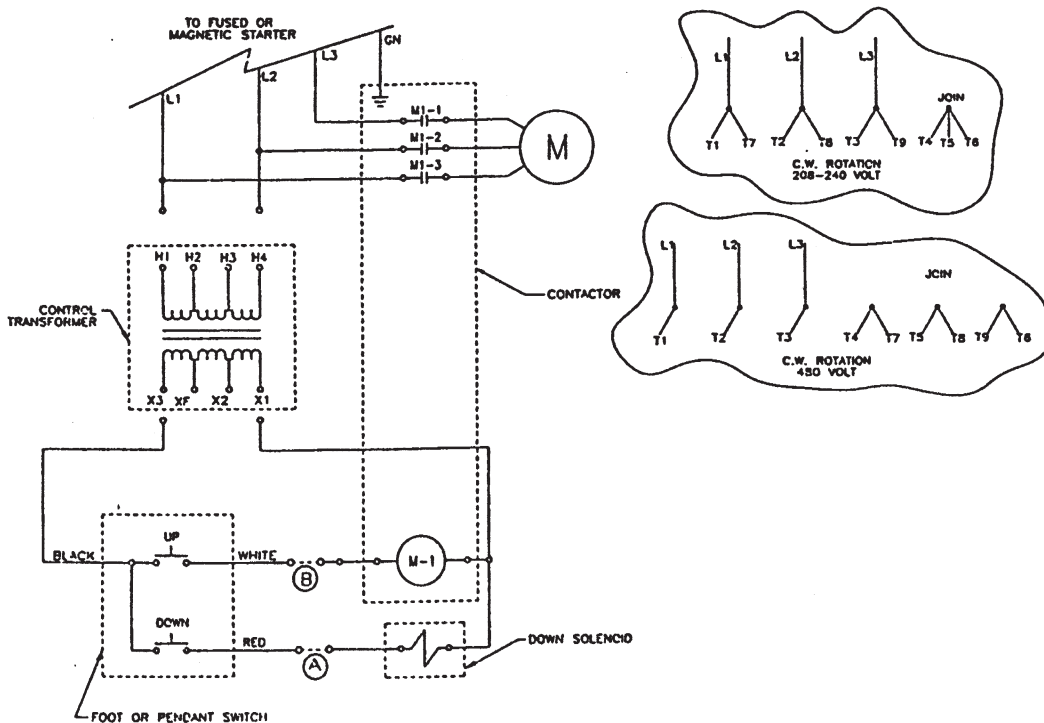 TO FUSED OR
MAGNETIC STARTER
GN
L3
L2
L1
M1-1
M1-2
M1-3
M
H1 H2 H3 H4
CONTROL
TRANSFORMER
X3 XF X2 X1
CONTACTOR
UP
BLACK
WHITE
B
M-1
DOWN
RED
A
DOWN SOLENOID
FOOT OR PENDANT SWITCH
L1 L2 L3
JOIN
T1 T7 T2 T8 T3 T9 T4 T5 T6
C.W. ROTATION
208-240 VOLT
L1 L2 L3
JOIN
T1 T2 T3 T4 T7 T5 T8 T9 T6
C.W. ROTATION
480 VOLT